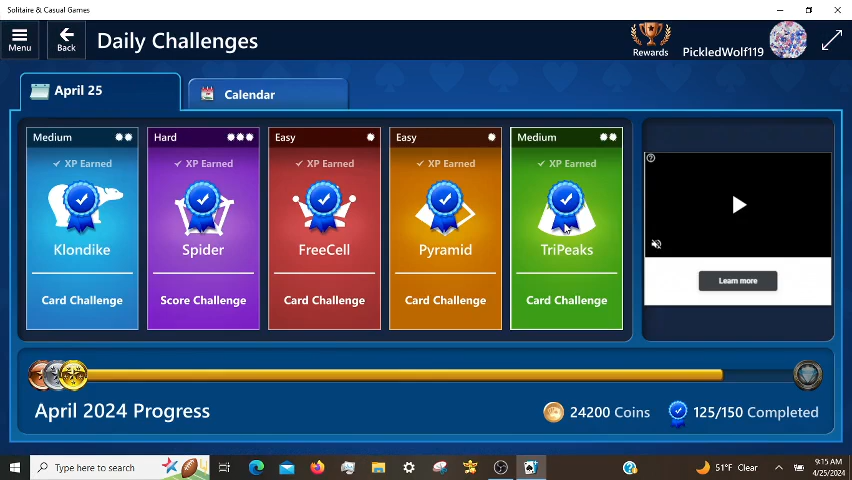 Solitaire & Casual Games
Menu
Back
Daily Challenges
Rewards
PickledWolf119
April 25
Calendar
Medium
XP Earned
Klondike
Card Challenge
Hard
XP Earned
Spider
Score Challenge
Easy
XP Earned
FreeCell
Card Challenge
Easy
XP Earned
Pyramid
Card Challenge
Medium
XP Earned
TriPeaks
Card Challenge
Learn more
April 2024 Progress
24200 Coins
125/150 Completed
Type here to search
51°F Clear
9:15 AM
4/25/2024